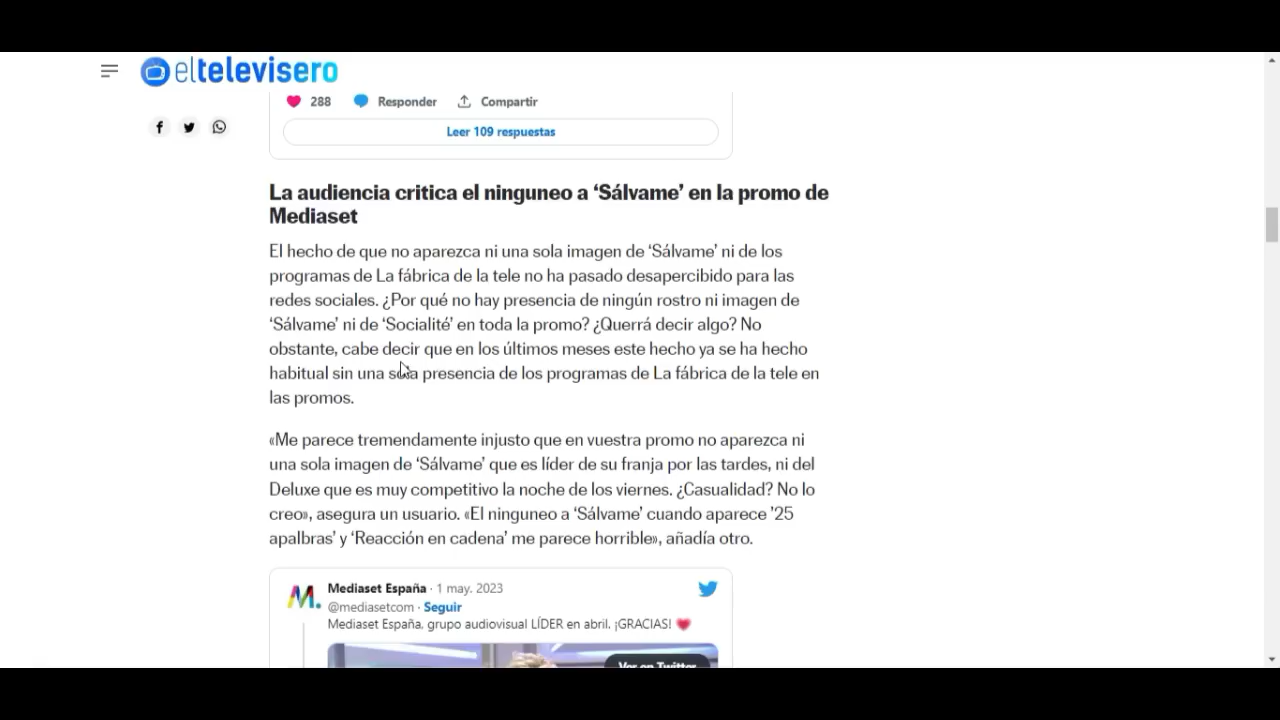 eltelevisero
288 Responder Compartir
Leer 109 respuestas
La audiencia critica el ninguneo a ‘Sálvame’ en la promo de
Mediaset
El hecho de que no aparezca ni una sola imagen de ‘Sálvame’ ni de los
programas de La fábrica de la tele no ha pasado desapercibido para las
redes sociales. ¿Por qué no hay presencia de ningún rostro ni imagen de
‘Sálvame’ ni de ‘Socialité’ en toda la promo? ¿Querrá decir algo? No
obstante, cabe decir que en los últimos meses este hecho ya se ha hecho
habitual sin una sola presencia de los programas de La fábrica de la tele en
las promos.
«Me parece tremendamente injusto que en vuestra promo no aparezca ni
una sola imagen de ‘Sálvame’ que es líder de su franja por las tardes, ni del
Deluxe que es muy competitivo la noche de los viernes. ¿Casualidad? No lo
creo», asegura un usuario. «El ninguneo a ‘Sálvame’ cuando aparece ’25
apalbras’ y ‘Reacción en cadena’ me parece horrible», añadía otro.
Mediaset España · 1 may. 2023
@mediasetcom · Seguir
Mediaset España, grupo audiovisual LÍDER en abril. ¡GRACIAS!
Ver en Twitter